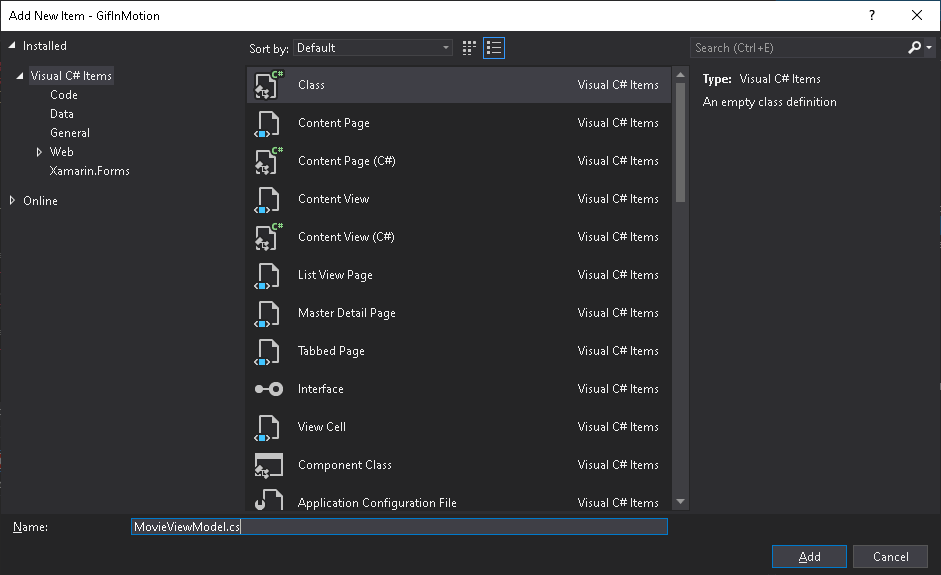 Add New Item - GifInMotion
?
Installed
Sort by: Default
Search (Ctrl+E)
Visual C# Items
Code
Data
General
Web
Xamarin.Forms
Online
C# Class Visual C# Items
Content Page Visual C# Items
C# Content Page (C#) Visual C# Items
Content View Visual C# Items
C# Content View (C#) Visual C# Items
List View Page Visual C# Items
Master Detail Page Visual C# Items
Tabbed Page Visual C# Items
Interface Visual C# Items
View Cell Visual C# Items
Component Class Visual C# Items
Application Configuration File Visual C# Items
Type: Visual C# Items
An empty class definition
Name: MovieViewModel.cs
Add Cancel